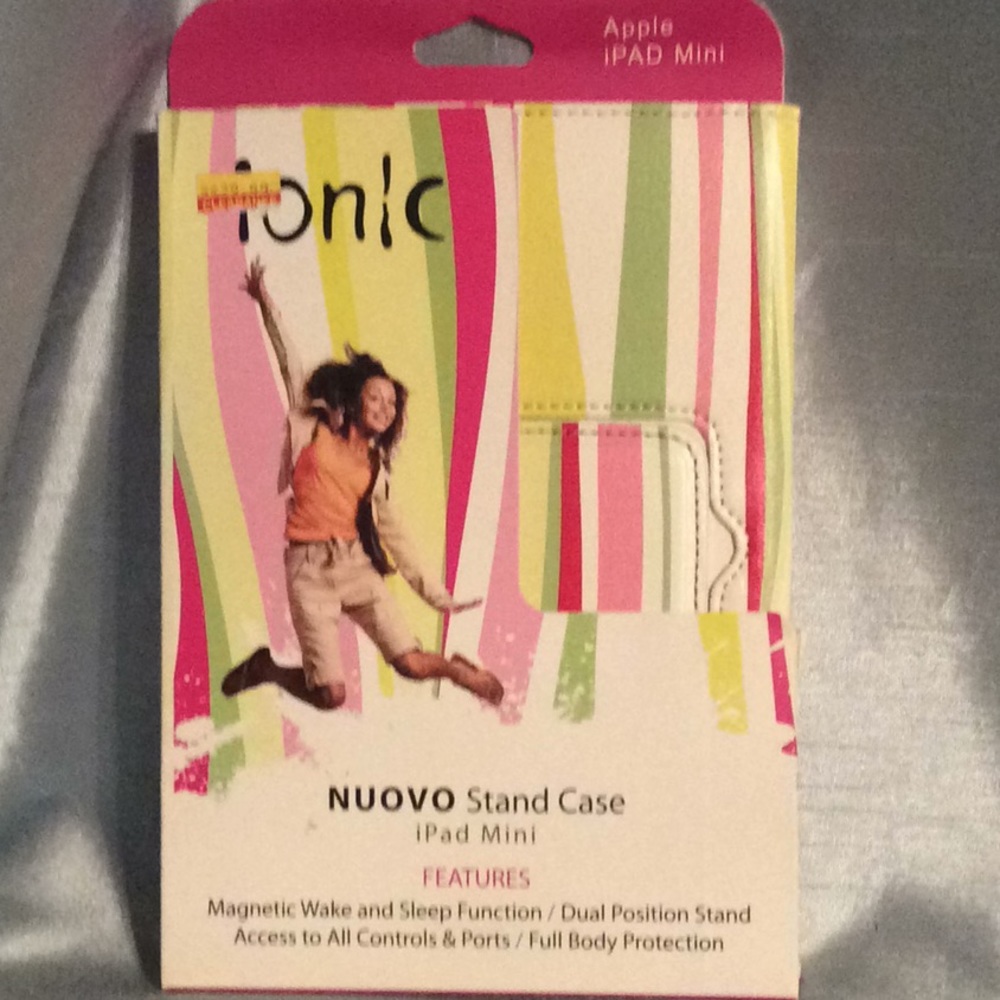 Apple
iPAD Mini
ionic
NUOVO Stand Case
iPad Mini
FEATURES
Magnetic Wake and Sleep Function / Dual Position Stand
Access to All Controls & Ports / Full Body Protection